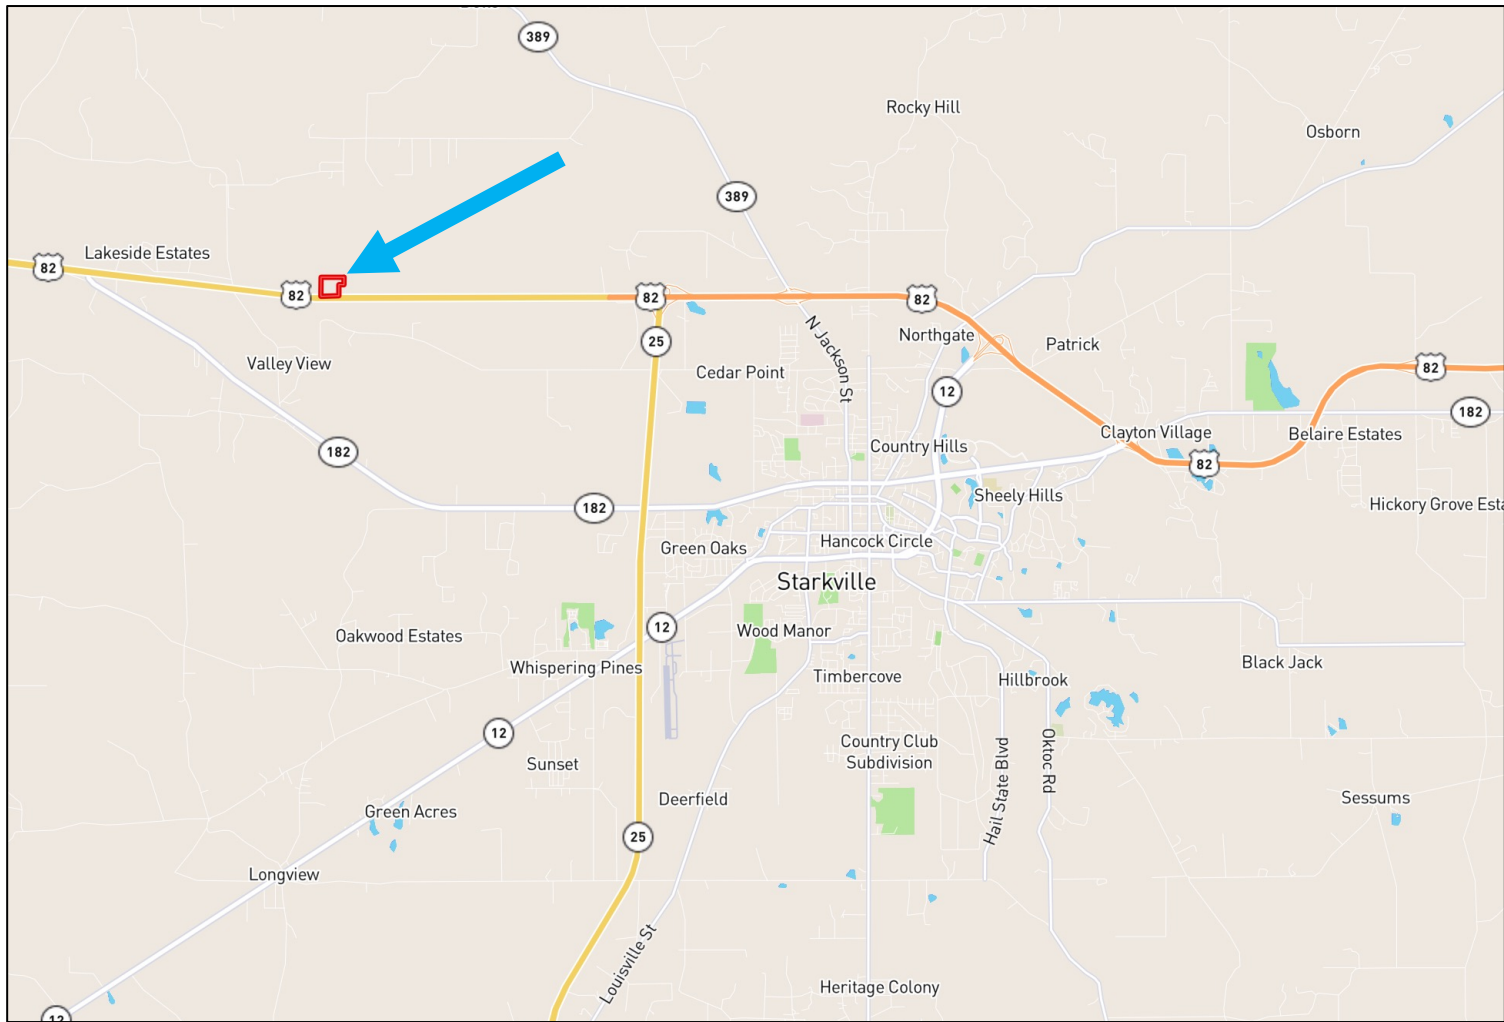 389
Rocky Hill
Osborn
389
Lakeside Estates
82
82
82
82
N Jackson St
Northgate
Patrick
25
Valley View
Cedar Point
82
12
182
Clayton Village
Belaire Estates
Country Hills
182
82
Sheely Hills
Hickory Grove Esta
182
Hancock Circle
Green Oaks
Starkville
12
Wood Manor
Oakwood Estates
Whispering Pines
Timbercove
Hillbrook
Black Jack
12
Country Club
Subdivision
Hail State Blvd
Oktoc Rd
Sunset
Deerfield
Sessums
Green Acres
25
Longview
Louisville St
Heritage Colony
12